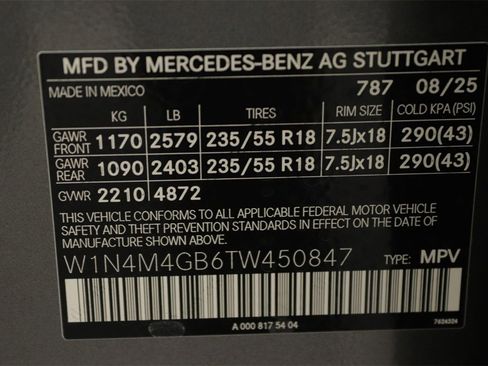 MFD BY MERCEDES-BENZ AG STUTTGART
MADE IN MEXICO 787 08/25
KG LB TIRES RIM SIZE COLD KPA(PSI)
GAWR FRONT 1170 2579 235/55 R18 7.5Jx18 290(43)
GAWR REAR 1090 2403 235/55 R18 7.5Jx18 290(43)
GVWR 2210 4872
THIS VEHICLE CONFORMS TO ALL APPLICABLE FEDERAL MOTOR VEHICLE
SAFETY AND THEFT PREVENTION STANDARDS IN EFFECT ON THE DATE
OF MANUFACTURE SHOWN ABOVE.
W1N4M4GB6TW450847 TYPE: MPV
A 000 817 54 04 7624324